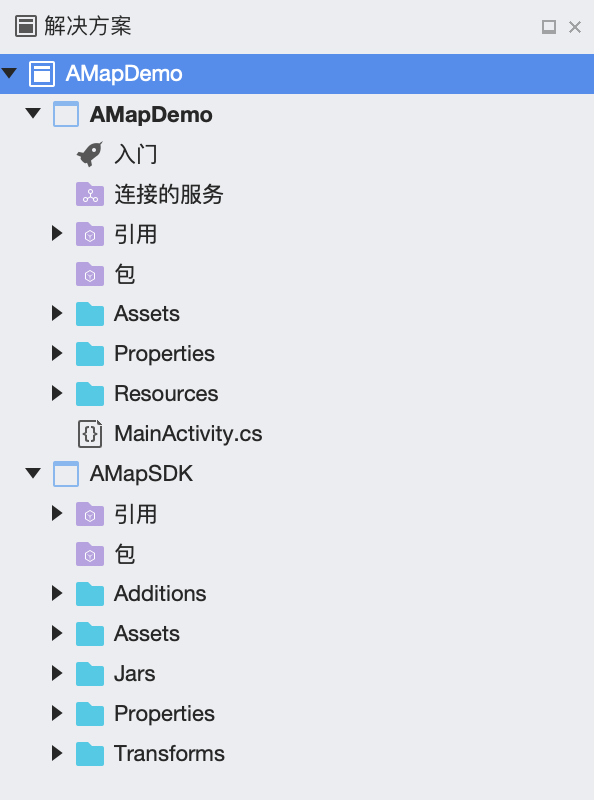 解决方案
AMapDemo
AMapDemo
入门
连接的服务
引用
包
Assets
Properties
Resources
MainActivity.cs
AMapSDK
引用
包
Additions
Assets
Jars
Properties
Transforms